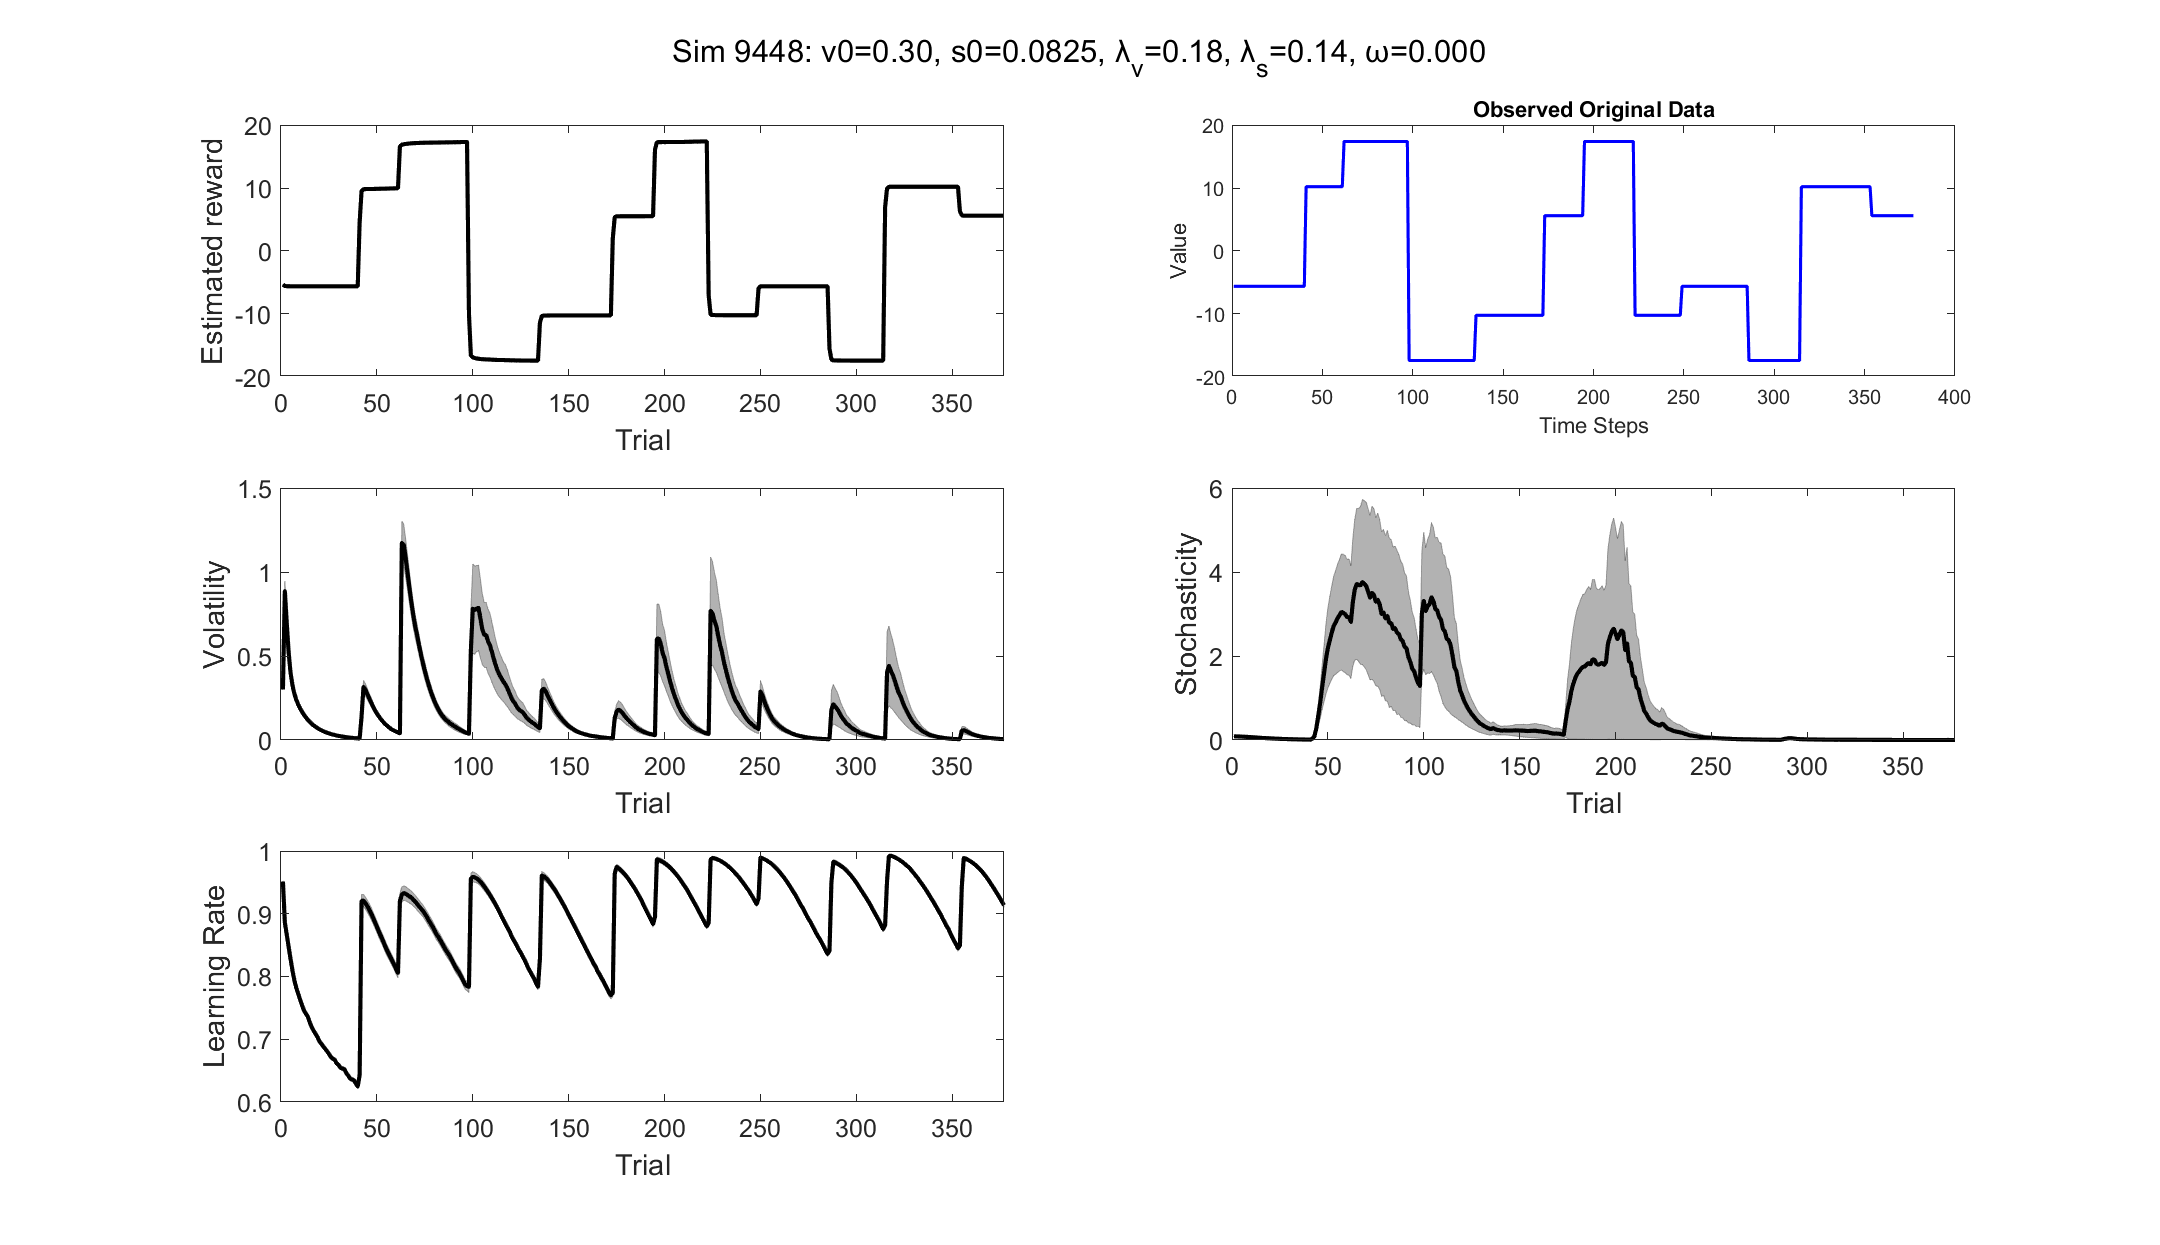 Sim 9448: v0=0.30, s0=0.0825, λv=0.18, λs=0.14, ω=0.000
20
10
0
-10
-20
Estimated reward
0 50 100 150 200 250 300 350
Trial
Observed Original Data
20
10
0
-10
-20
Value
0 50 100 150 200 250 300 350 400
Time Steps
1.5
1
0.5
0
Volatility
0 50 100 150 200 250 300 350
Trial
6
4
2
0
Stochasticity
0 50 100 150 200 250 300 350
Trial
1
0.9
0.8
0.7
0.6
Learning Rate
0 50 100 150 200 250 300 350
Trial